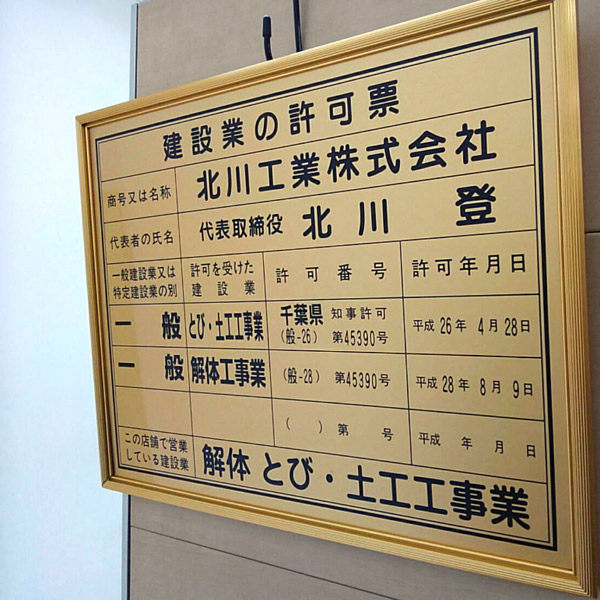 建設業の許可票
商号又は名称 北川工業株式会社
代表者の氏名 代表取締役 北川 登
一般建設業又は特定建設業の別 許可を受けた建設業 許可番号 許可年月日
一般 とび・土工工事業 千葉県知事許可(般-26)第45390号 平成26年4月28日
一般 解体工事業 (般-28)第45390号 平成28年8月9日
( )第 号 平成 年 月 日
この店舗で営業している建設業 解体 とび・土工工事業